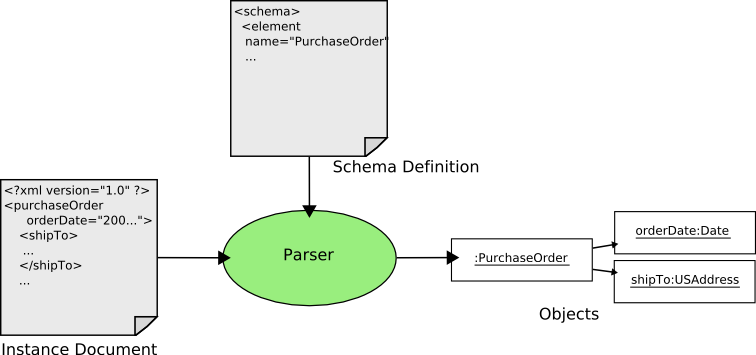 <schema>
<element
name="PurchaseOrder"
...
Schema Definition
<?xml version="1.0" ?>
<purchaseOrder
orderDate="200...">
<shipTo>
...
</shipTo>
...
Instance Document
Parser
:PurchaseOrder
orderDate:Date
shipTo:USAddress
Objects